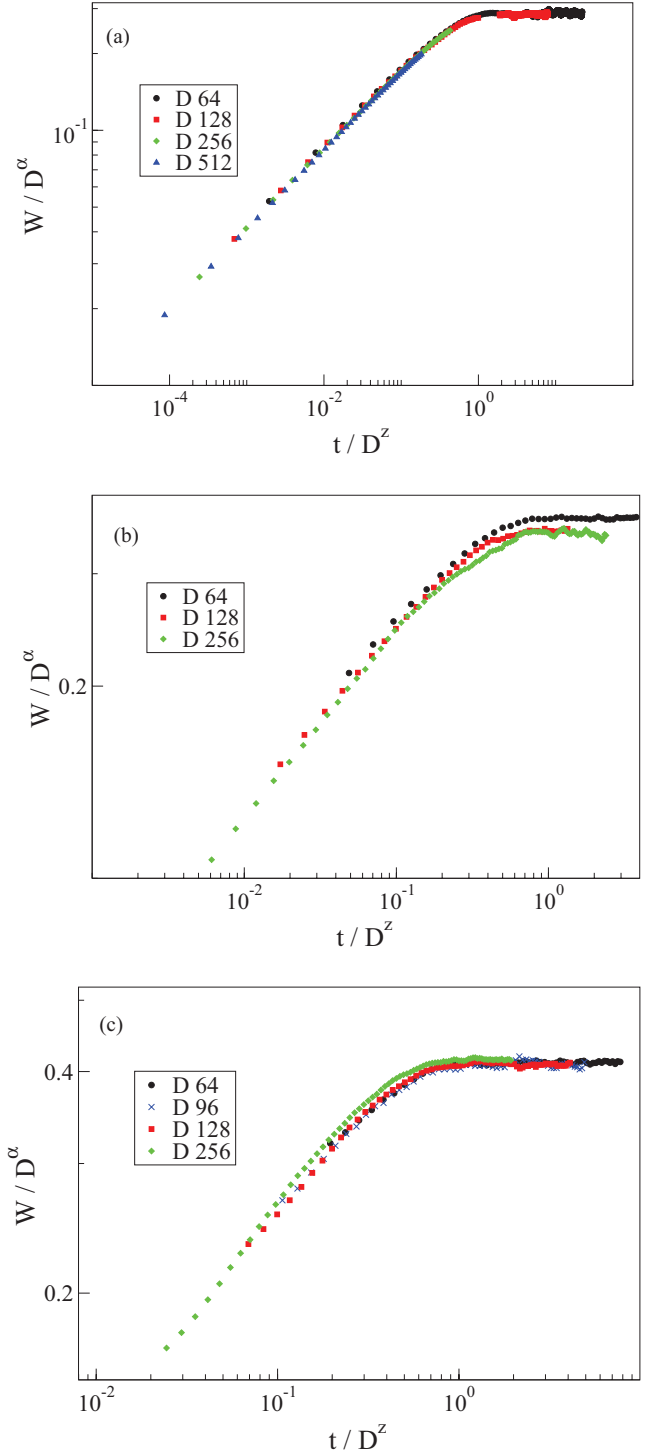 (a)
D 64
D 128
D 256
D 512
10^-1
W / D^α
10^-4
10^-2
10^0
t / D^z
(b)
D 64
D 128
D 256
0.2
W / D^α
10^-2
10^-1
10^0
t / D^z
(c)
0.4
D 64
D 96
D 128
D 256
W / D^α
0.2
10^-2
10^-1
10^0
t / D^z